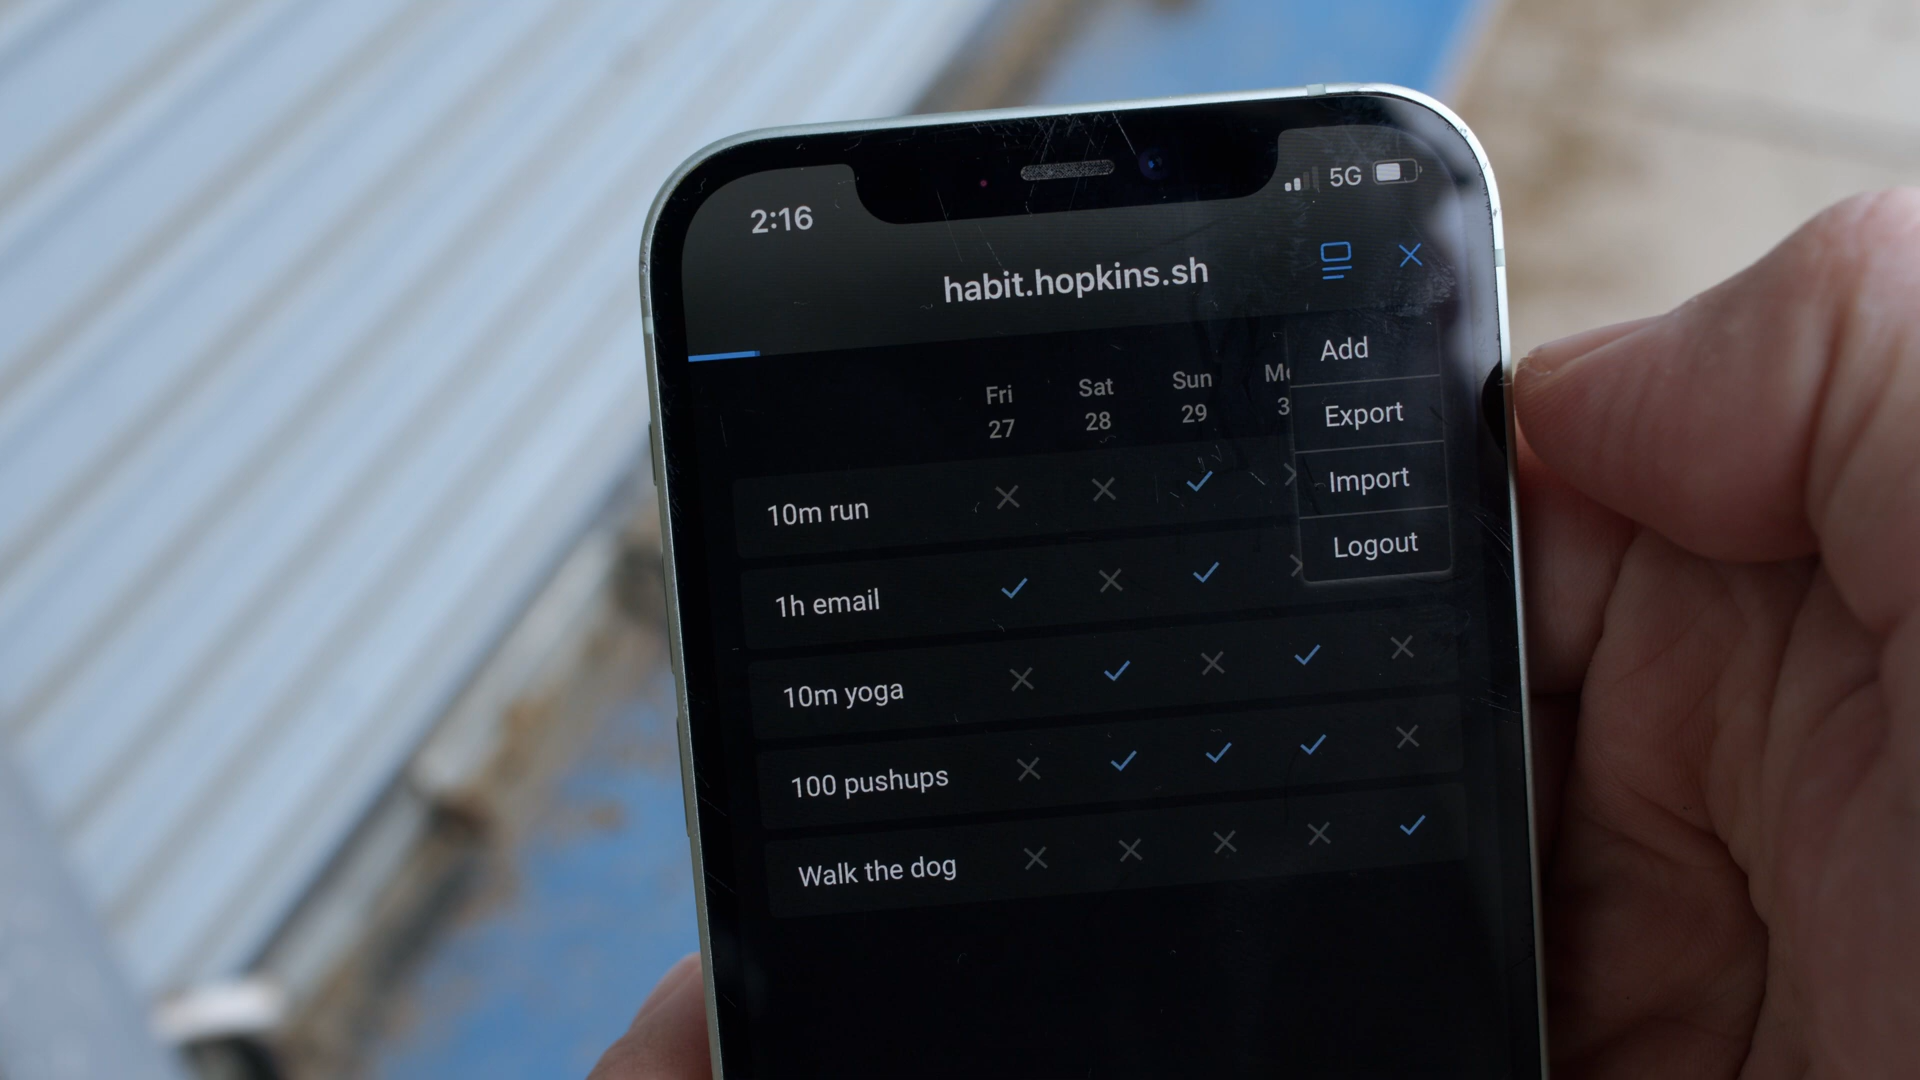 2:16
5G
habit.hopkins.sh
Add
Export
Import
Logout
Fri
27
Sat
28
Sun
29
10m run
1h email
10m yoga
100 pushups
Walk the dog